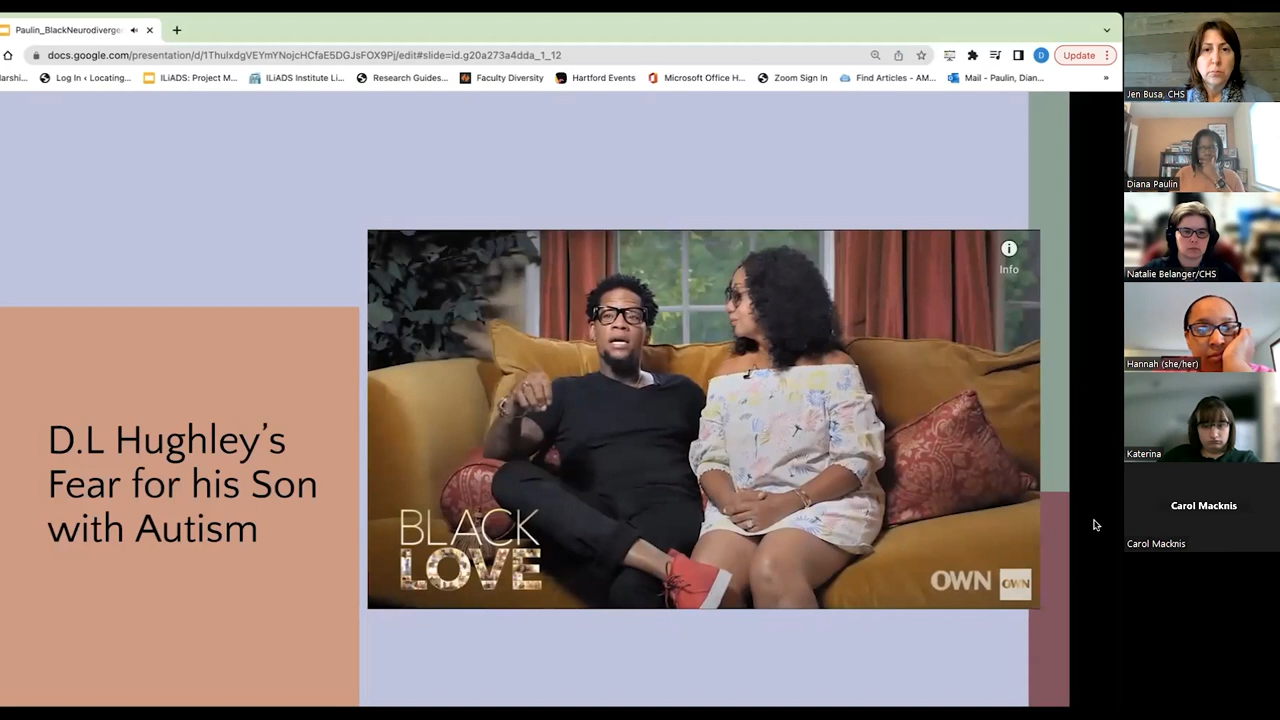 Paulin_BlackNeurodiverge
docs.google.com/presentation/d/1ThulxdgVEYmYNojcHCfaE5DGJsFOX9Pj/edit#slide=id.g20a273a4dda_1_12
D
Update
larshi...
Log In ‹ Locating...
ILiADS: Project M...
ILiADS Institute Li...
Research Guides...
Faculty Diversity
Hartford Events
Microsoft Office H...
Zoom Sign In
Find Articles - AM...
Mail - Paulin, Dian...
»
D.L Hughley's
Fear for his Son
with Autism
Info
BLACK
LOVE
OWN
OWN
Jen Busa, CHS
Diana Paulin
Natalie Belanger/CHS
Hannah (she/her)
Katerina
Carol Macknis
Carol Macknis